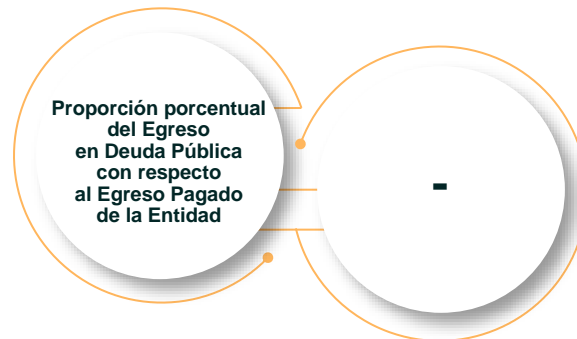 Proporción porcentual
del Egreso
en Deuda Pública
con respecto
al Egreso Pagado
de la Entidad
-